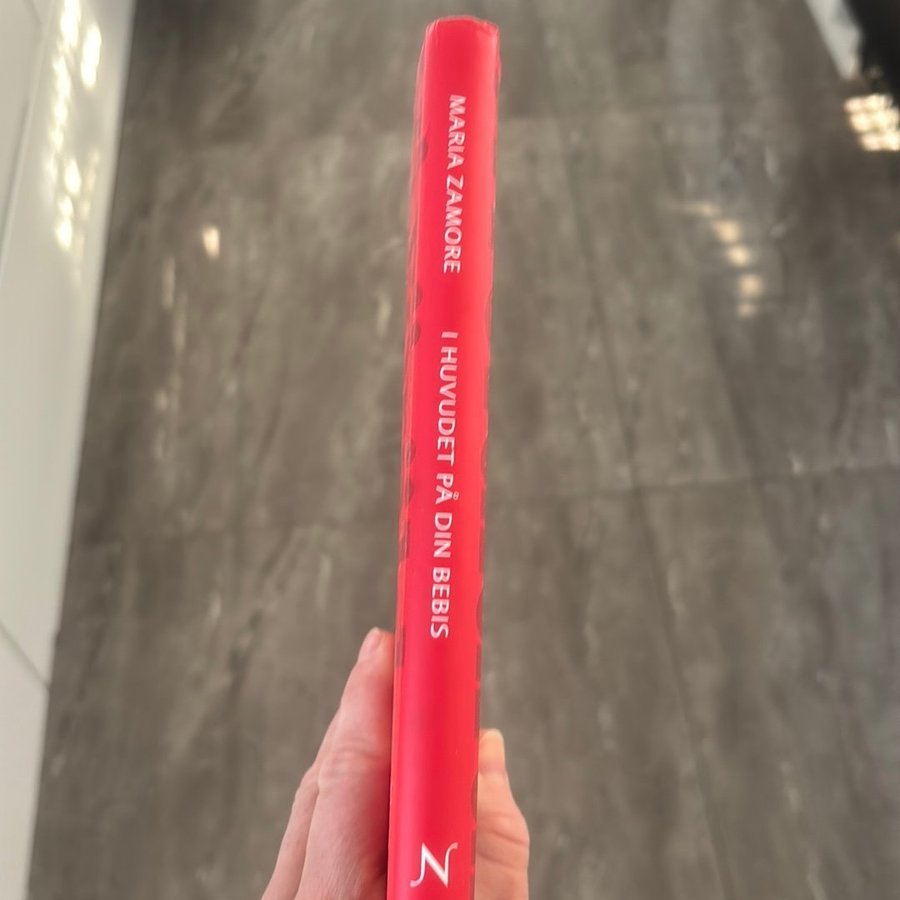 MARIA ZAMORE
I HUVUDET PÅ DIN BEBIS
Z